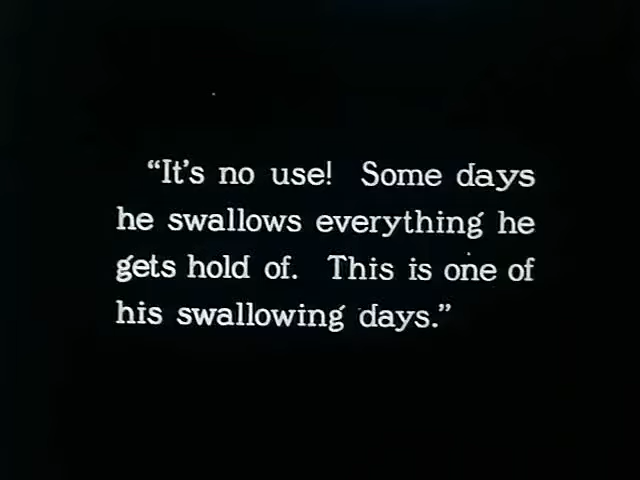 “It’s no use!  Some days
he swallows everything he
gets hold of.  This is one of
his swallowing days.”